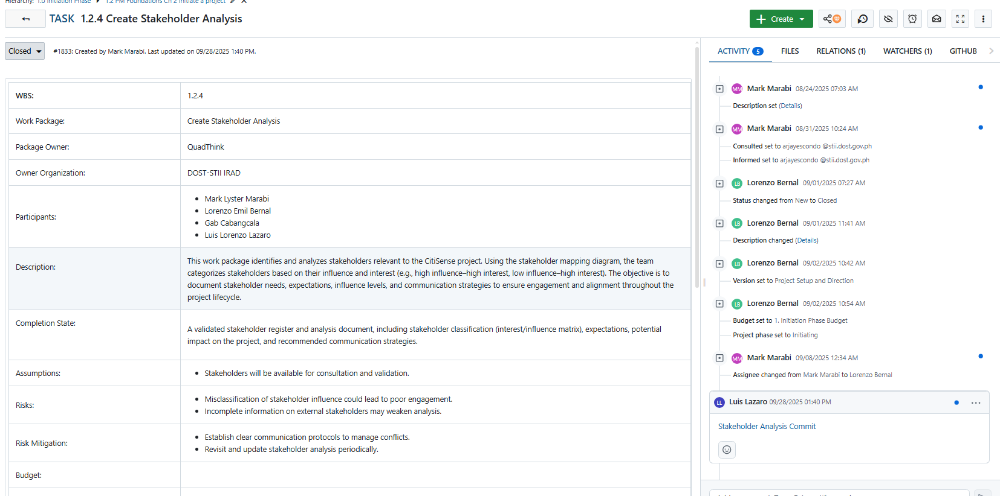 Hierarchy: 1.0 Initiation Phase 1.2 PM Foundations Ch 2 Initiate a project
TASK 1.2.4 Create Stakeholder Analysis
Create
Closed
#1833: Created by Mark Marabi. Last updated on 09/28/2025 1:40 PM.
WBS: 1.2.4
Work Package: Create Stakeholder Analysis
Package Owner: QuadThink
Owner Organization: DOST-STII IRAD
Participants:
Mark Lyster Marabi
Lorenzo Emil Bernal
Gab Cabangcala
Luis Lorenzo Lazaro
Description:
This work package identifies and analyzes stakeholders relevant to the CitiSense project. Using the stakeholder mapping diagram, the team
categorizes stakeholders based on their influence and interest (e.g., high influence–high interest, low influence–high interest). The objective is to
document stakeholder needs, expectations, influence levels, and communication strategies to ensure engagement and alignment throughout the
project lifecycle.
Completion State:
A validated stakeholder register and analysis document, including stakeholder classification (interest/influence matrix), expectations, potential
impact on the project, and recommended communication strategies.
Assumptions:
Stakeholders will be available for consultation and validation.
Risks:
Misclassification of stakeholder influence could lead to poor engagement.
Incomplete information on external stakeholders may weaken analysis.
Risk Mitigation:
Establish clear communication protocols to manage conflicts.
Revisit and update stakeholder analysis periodically.
Budget:
ACTIVITY 5 FILES RELATIONS (1) WATCHERS (1) GITHUB
MM Mark Marabi 08/24/2025 07:03 AM
Description set (Details)
MM Mark Marabi 08/31/2025 10:24 AM
Consulted set to arjayescondo @stii.dost.gov.ph
Informed set to arjayescondo @stii.dost.gov.ph
LB Lorenzo Bernal 09/01/2025 07:27 AM
Status changed from New to Closed
LB Lorenzo Bernal 09/01/2025 11:41 AM
Description changed (Details)
LB Lorenzo Bernal 09/02/2025 10:42 AM
Version set to Project Setup and Direction
LB Lorenzo Bernal 09/02/2025 10:54 AM
Budget set to 1. Initiation Phase Budget
Project phase set to Initiating
MM Mark Marabi 09/08/2025 12:34 AM
Assignee changed from Mark Marabi to Lorenzo Bernal
LL Luis Lazaro 09/28/2025 01:40 PM
Stakeholder Analysis Commit